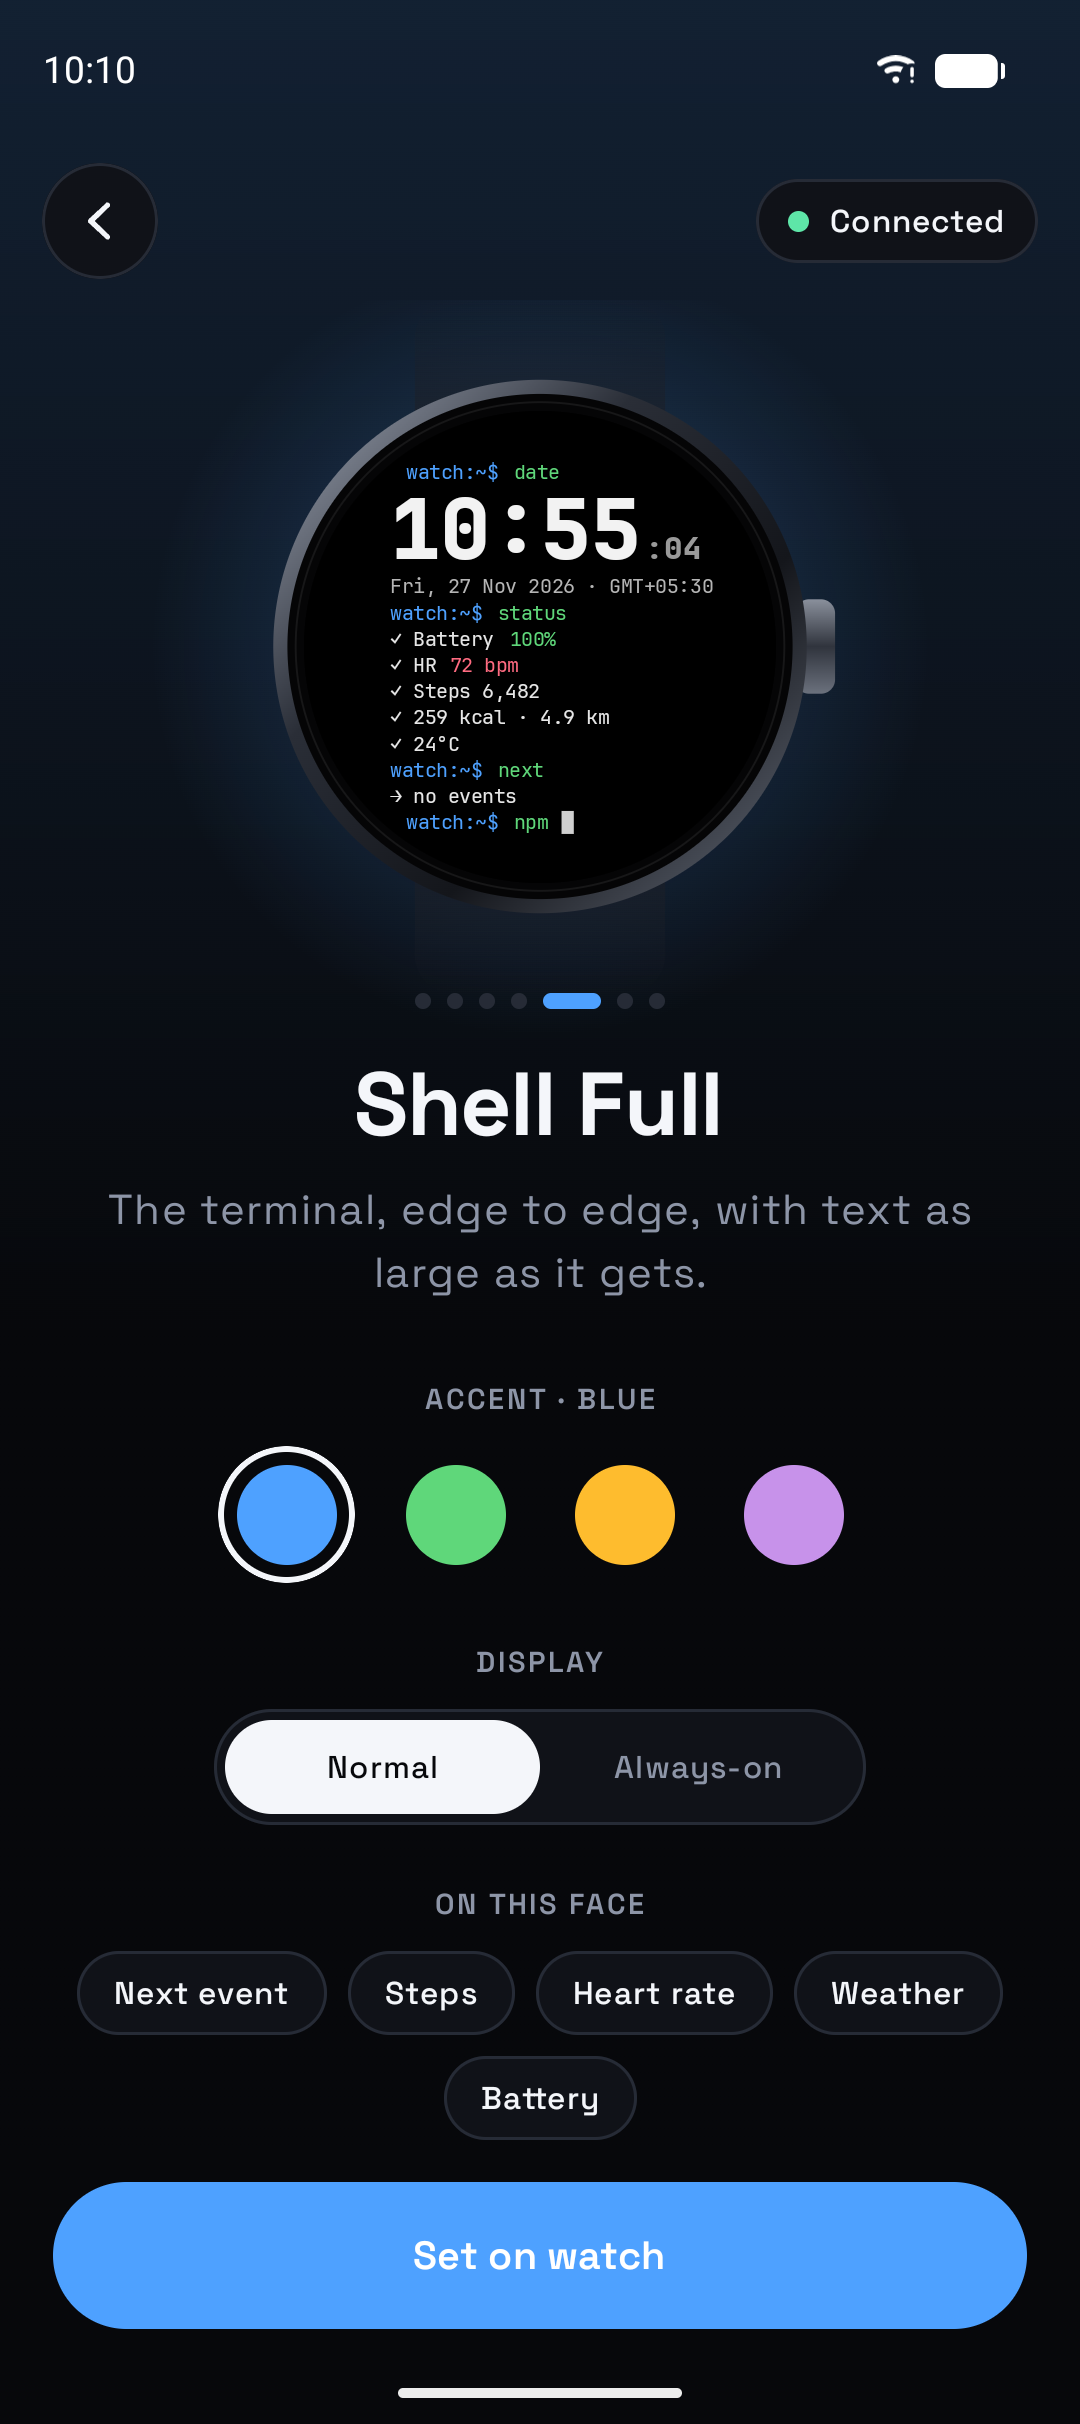 10:10
Connected
watch:~$ date
10:55:04
Fri, 27 Nov 2026 · GMT+05:30
watch:~$ status
✓ Battery 100%
✓ HR 72 bpm
✓ Steps 6,482
✓ 259 kcal · 4.9 km
✓ 24°C
watch:~$ next
→ no events
watch:~$ npm
Shell Full
The terminal, edge to edge, with text as
large as it gets.
ACCENT · BLUE
DISPLAY
Normal Always-on
ON THIS FACE
Next event Steps Heart rate Weather
Battery
Set on watch